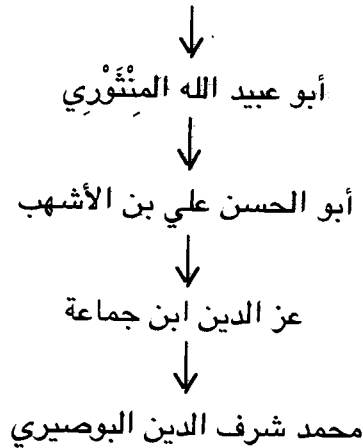 أبو عبيد الله المِنْثَوْرِي
أبو الحسن علي بن الأشهب
عز الدين ابن جماعة
محمد شرف الدين البوصيري